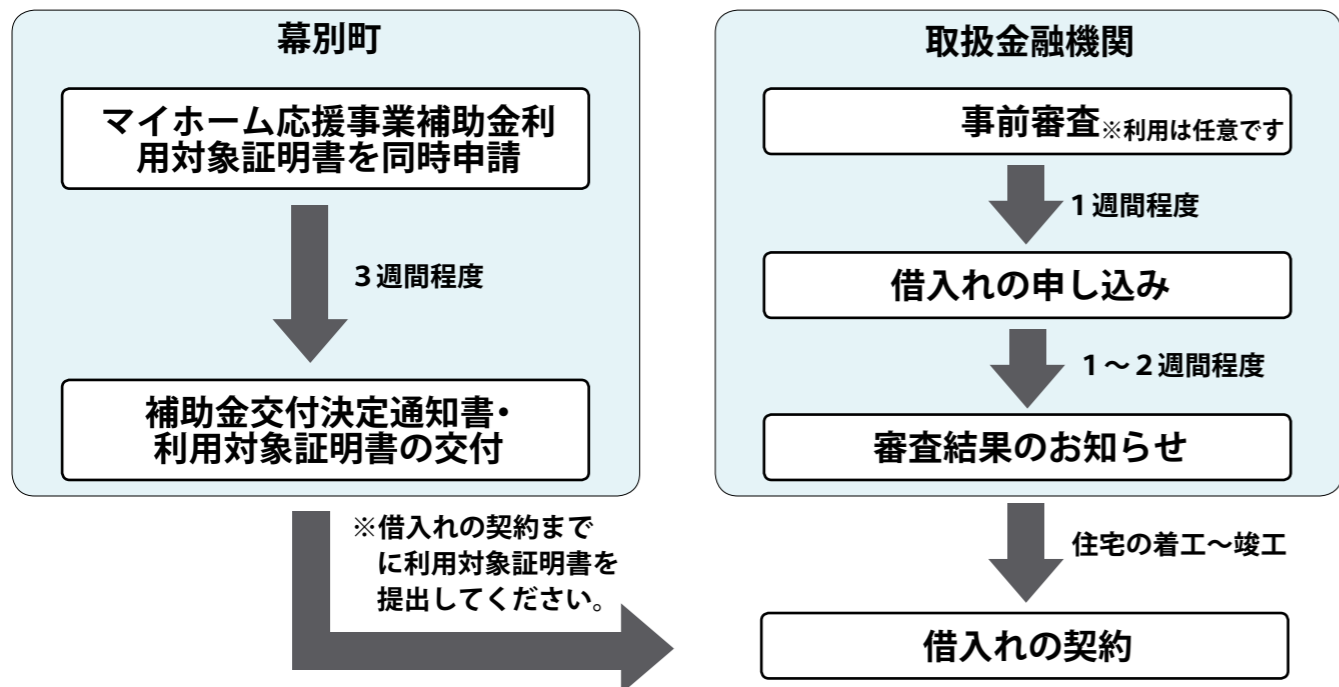 幕別町
マイホーム応援事業補助金利
用対象証明書を同時申請
3週間程度
補助金交付決定通知書・
利用対象証明書の交付
※借入れの契約まで
に利用対象証明書を
提出してください。
取扱金融機関
事前審査※利用は任意です
1週間程度
借入れの申し込み
1～2週間程度
審査結果のお知らせ
住宅の着工～竣工
借入れの契約